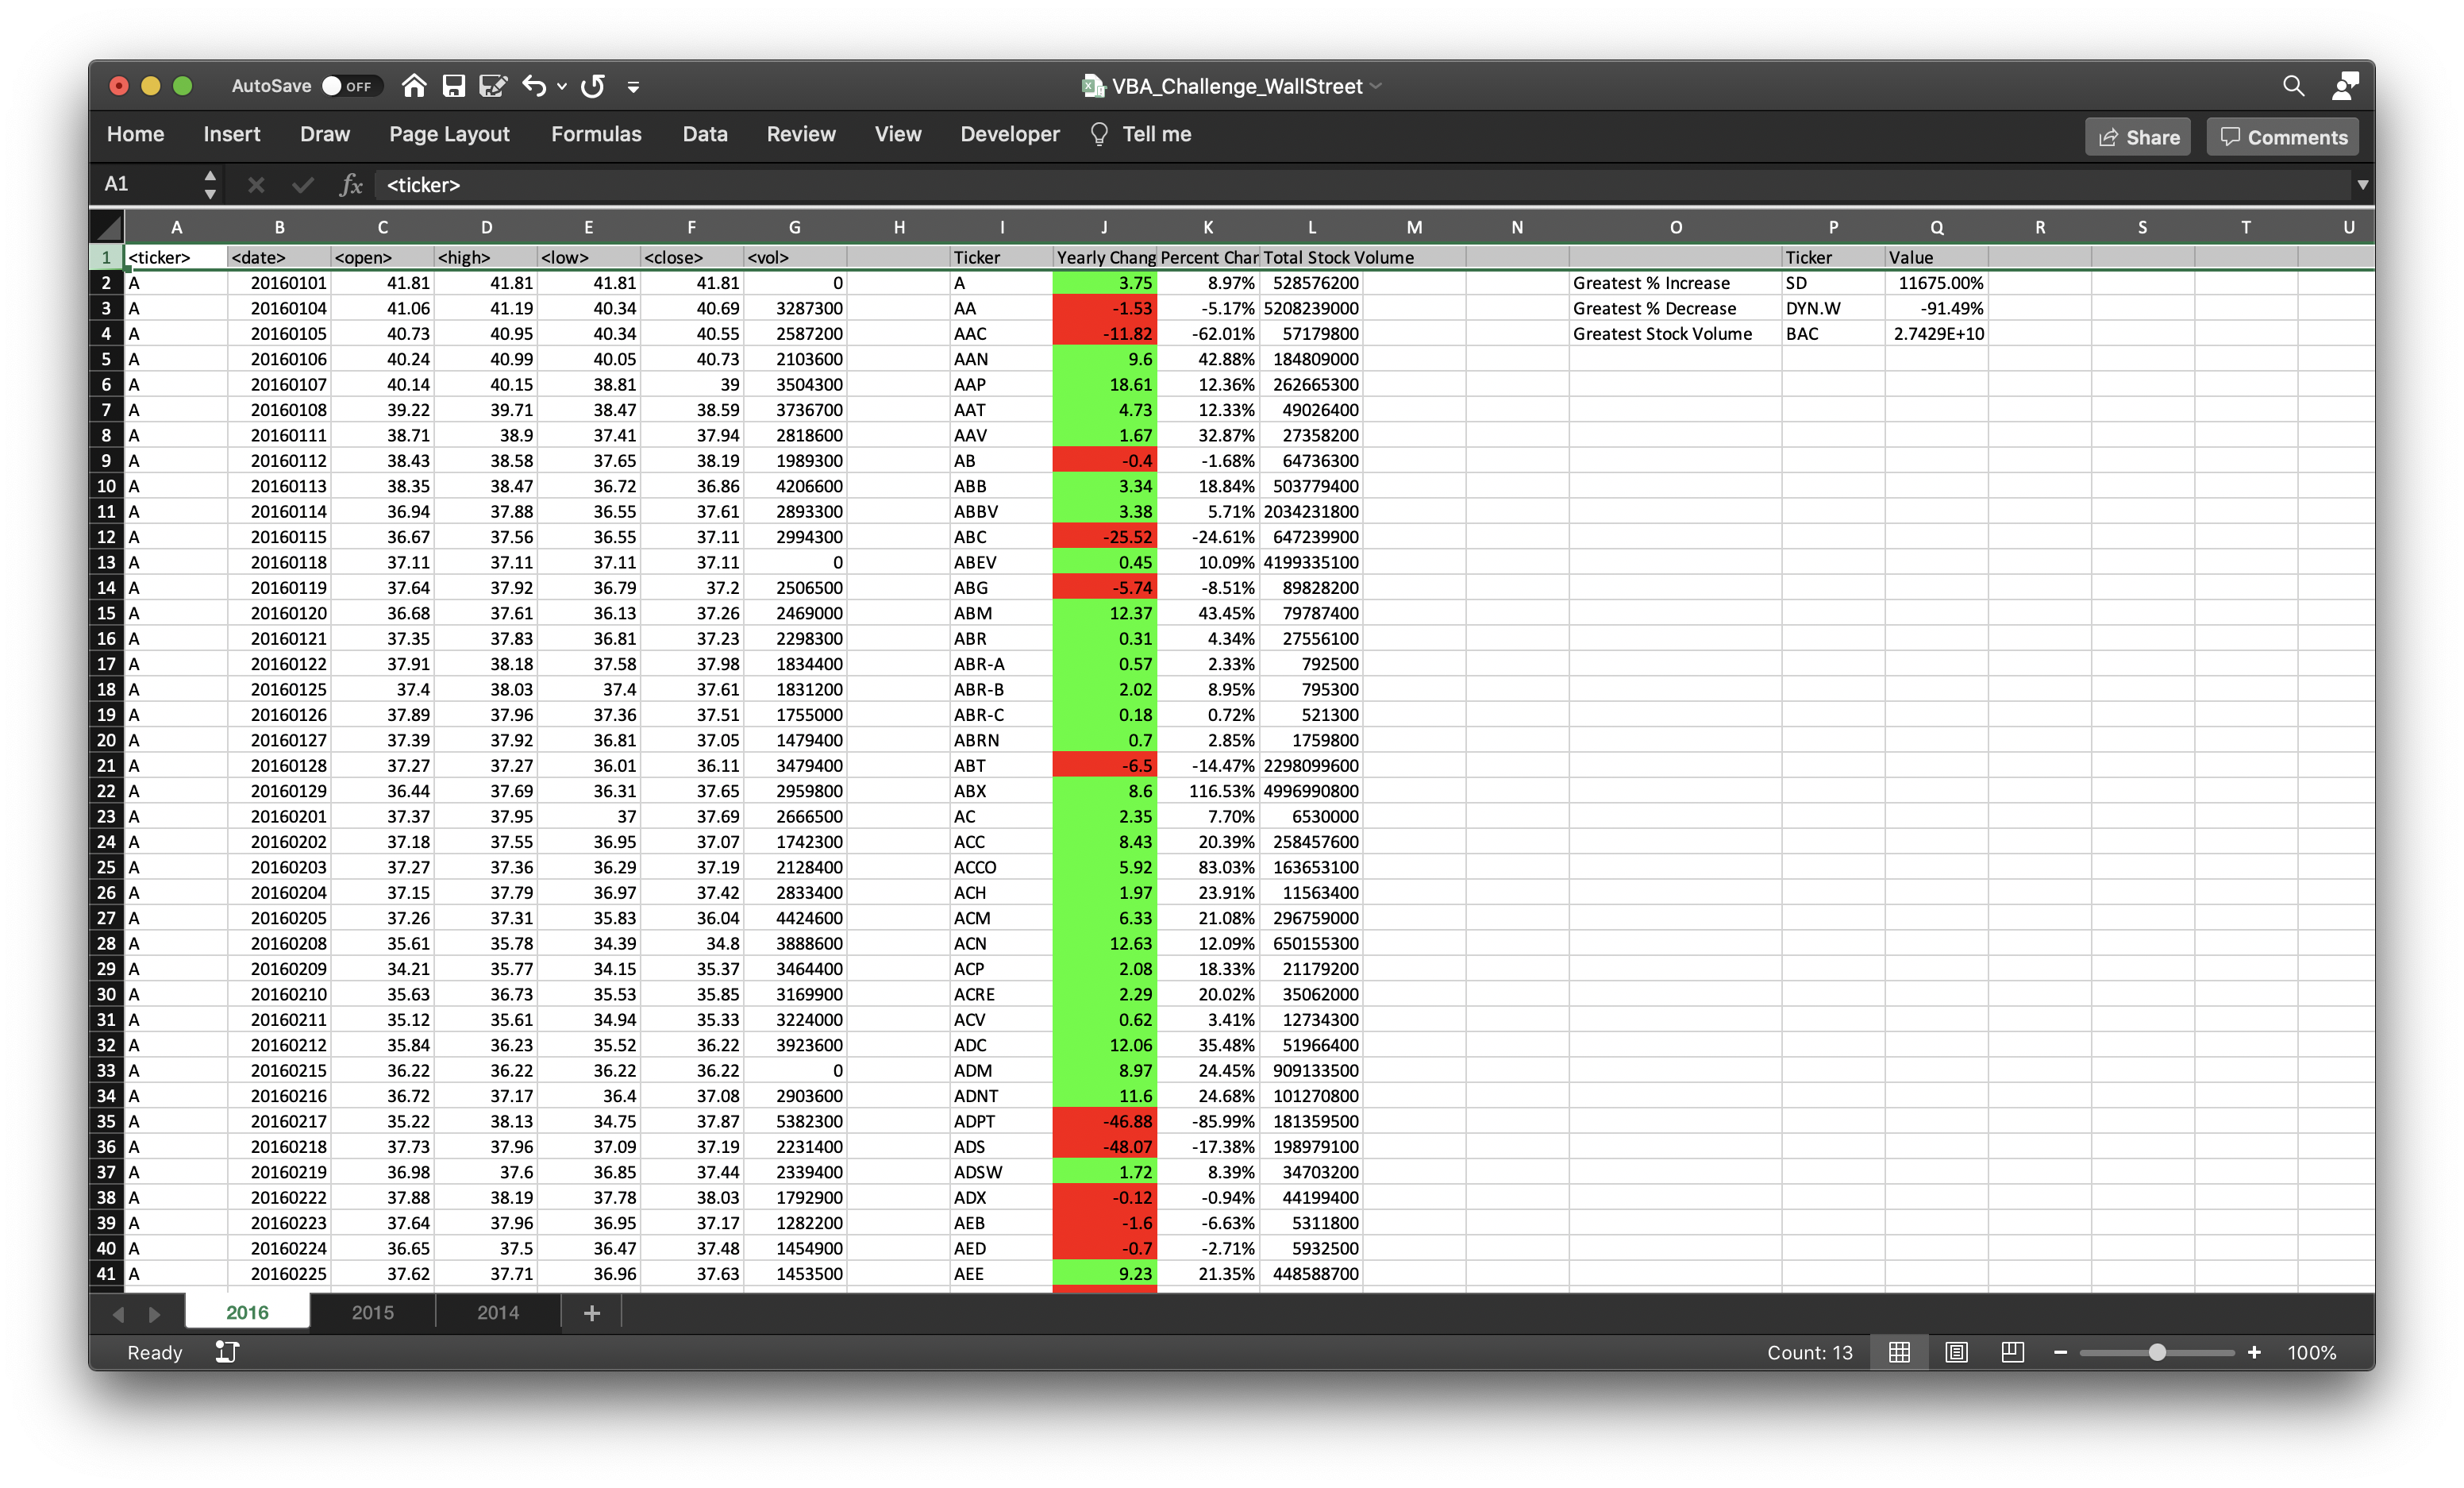 AutoSave OFF VBA_Challenge_WallStreet
Home Insert Draw Page Layout Formulas Data Review View Developer Tell me Share Comments
A1 fx <ticker>
A B C D E F G H I J K L M N O P Q R S T U
1 <ticker> <date> <open> <high> <low> <close> <vol> Ticker Yearly Chang Percent Char Total Stock Volume Ticker Value
2 A 20160101 41.81 41.81 41.81 41.81 0 A 3.75 8.97% 528576200 Greatest % Increase SD 11675.00%
3 A 20160104 41.06 41.19 40.34 40.69 3287300 AA -1.53 -5.17% 5208239000 Greatest % Decrease DYN.W -91.49%
4 A 20160105 40.73 40.95 40.34 40.55 2587200 AAC -11.82 -62.01% 57179800 Greatest Stock Volume BAC 2.7429E+10
5 A 20160106 40.24 40.99 40.05 40.73 2103600 AAN 9.6 42.88% 184809000
6 A 20160107 40.14 40.15 38.81 39 3504300 AAP 18.61 12.36% 262665300
7 A 20160108 39.22 39.71 38.47 38.59 3736700 AAT 4.73 12.33% 49026400
8 A 20160111 38.71 38.9 37.41 37.94 2818600 AAV 1.67 32.87% 27358200
9 A 20160112 38.43 38.58 37.65 38.19 1989300 AB -0.4 -1.68% 64736300
10 A 20160113 38.35 38.47 36.72 36.86 4206600 ABB 3.34 18.84% 503779400
11 A 20160114 36.94 37.88 36.55 37.61 2893300 ABBV 3.38 5.71% 2034231800
12 A 20160115 36.67 37.56 36.55 37.11 2994300 ABC -25.52 -24.61% 647239900
13 A 20160118 37.11 37.11 37.11 37.11 0 ABEV 0.45 10.09% 4199335100
14 A 20160119 37.64 37.92 36.79 37.2 2506500 ABG -5.74 -8.51% 89828200
15 A 20160120 36.68 37.61 36.13 37.26 2469000 ABM 12.37 43.45% 79787400
16 A 20160121 37.35 37.83 36.81 37.23 2298300 ABR 0.31 4.34% 27556100
17 A 20160122 37.91 38.18 37.58 37.98 1834400 ABR-A 0.57 2.33% 792500
18 A 20160125 37.4 38.03 37.4 37.61 1831200 ABR-B 2.02 8.95% 795300
19 A 20160126 37.89 37.96 37.36 37.51 1755000 ABR-C 0.18 0.72% 521300
20 A 20160127 37.39 37.92 36.81 37.05 1479400 ABRN 0.7 2.85% 1759800
21 A 20160128 37.27 37.27 36.01 36.11 3479400 ABT -6.5 -14.47% 2298099600
22 A 20160129 36.44 37.69 36.31 37.65 2959800 ABX 8.6 116.53% 4996990800
23 A 20160201 37.37 37.95 37 37.69 2666500 AC 2.35 7.70% 6530000
24 A 20160202 37.18 37.55 36.95 37.07 1742300 ACC 8.43 20.39% 258457600
25 A 20160203 37.27 37.36 36.29 37.19 2128400 ACCO 5.92 83.03% 163653100
26 A 20160204 37.15 37.79 36.97 37.42 2833400 ACH 1.97 23.91% 11563400
27 A 20160205 37.26 37.31 35.83 36.04 4424600 ACM 6.33 21.08% 296759000
28 A 20160208 35.61 35.78 34.39 34.8 3888600 ACN 12.63 12.09% 650155300
29 A 20160209 34.21 35.77 34.15 35.37 3464400 ACP 2.08 18.33% 21179200
30 A 20160210 35.63 36.73 35.53 35.85 3169900 ACRE 2.29 20.02% 35062000
31 A 20160211 35.12 35.61 34.94 35.33 3224000 ACV 0.62 3.41% 12734300
32 A 20160212 35.84 36.23 35.52 36.22 3923600 ADC 12.06 35.48% 51966400
33 A 20160215 36.22 36.22 36.22 36.22 0 ADM 8.97 24.45% 909133500
34 A 20160216 36.72 37.17 36.4 37.08 2903600 ADNT 11.6 24.68% 101270800
35 A 20160217 35.22 38.13 34.75 37.87 5382300 ADPT -46.88 -85.99% 181359500
36 A 20160218 37.73 37.96 37.09 37.19 2231400 ADS -48.07 -17.38% 198979100
37 A 20160219 36.98 37.6 36.85 37.44 2339400 ADSW 1.72 8.39% 34703200
38 A 20160222 37.88 38.19 37.78 38.03 1792900 ADX -0.12 -0.94% 44199400
39 A 20160223 37.64 37.96 36.95 37.17 1282200 AEB -1.6 -6.63% 5311800
40 A 20160224 36.65 37.5 36.47 37.48 1454900 AED -0.7 -2.71% 5932500
41 A 20160225 37.62 37.71 36.96 37.63 1453500 AEE 9.23 21.35% 448588700
2016 2015 2014 +
Ready Count: 13 100%